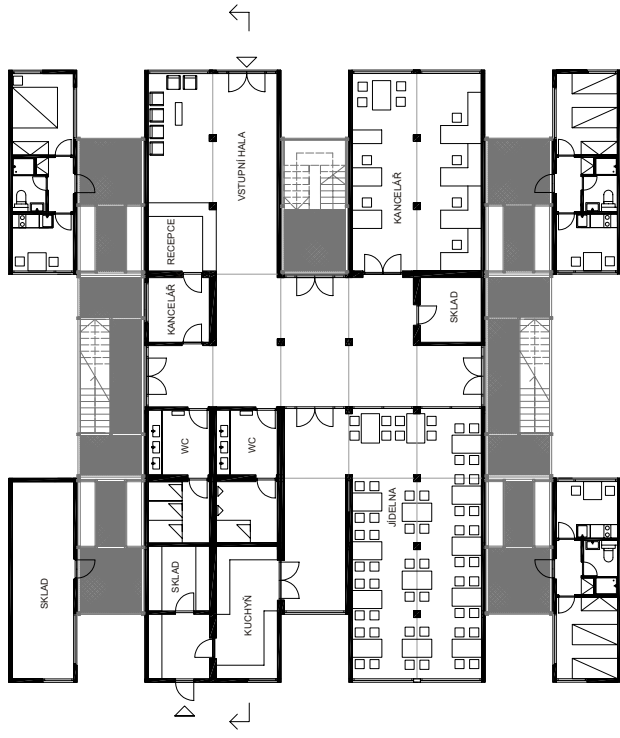 VSTUPNÍ HALA
KANCELÁŘ
RECEPCE
KANCELÁŘ
SKLAD
WC
WC
JÍDELNA
SKLAD
SKLAD
KUCHYŇ